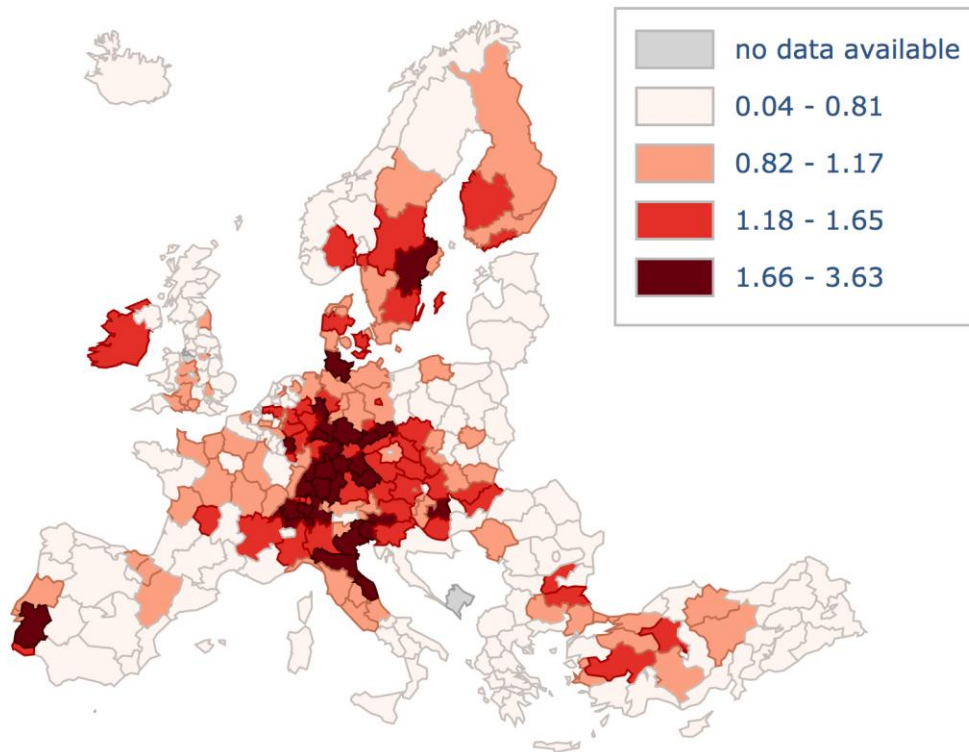 no data available
0.04 - 0.81
0.82 - 1.17
1.18 - 1.65
1.66 - 3.63